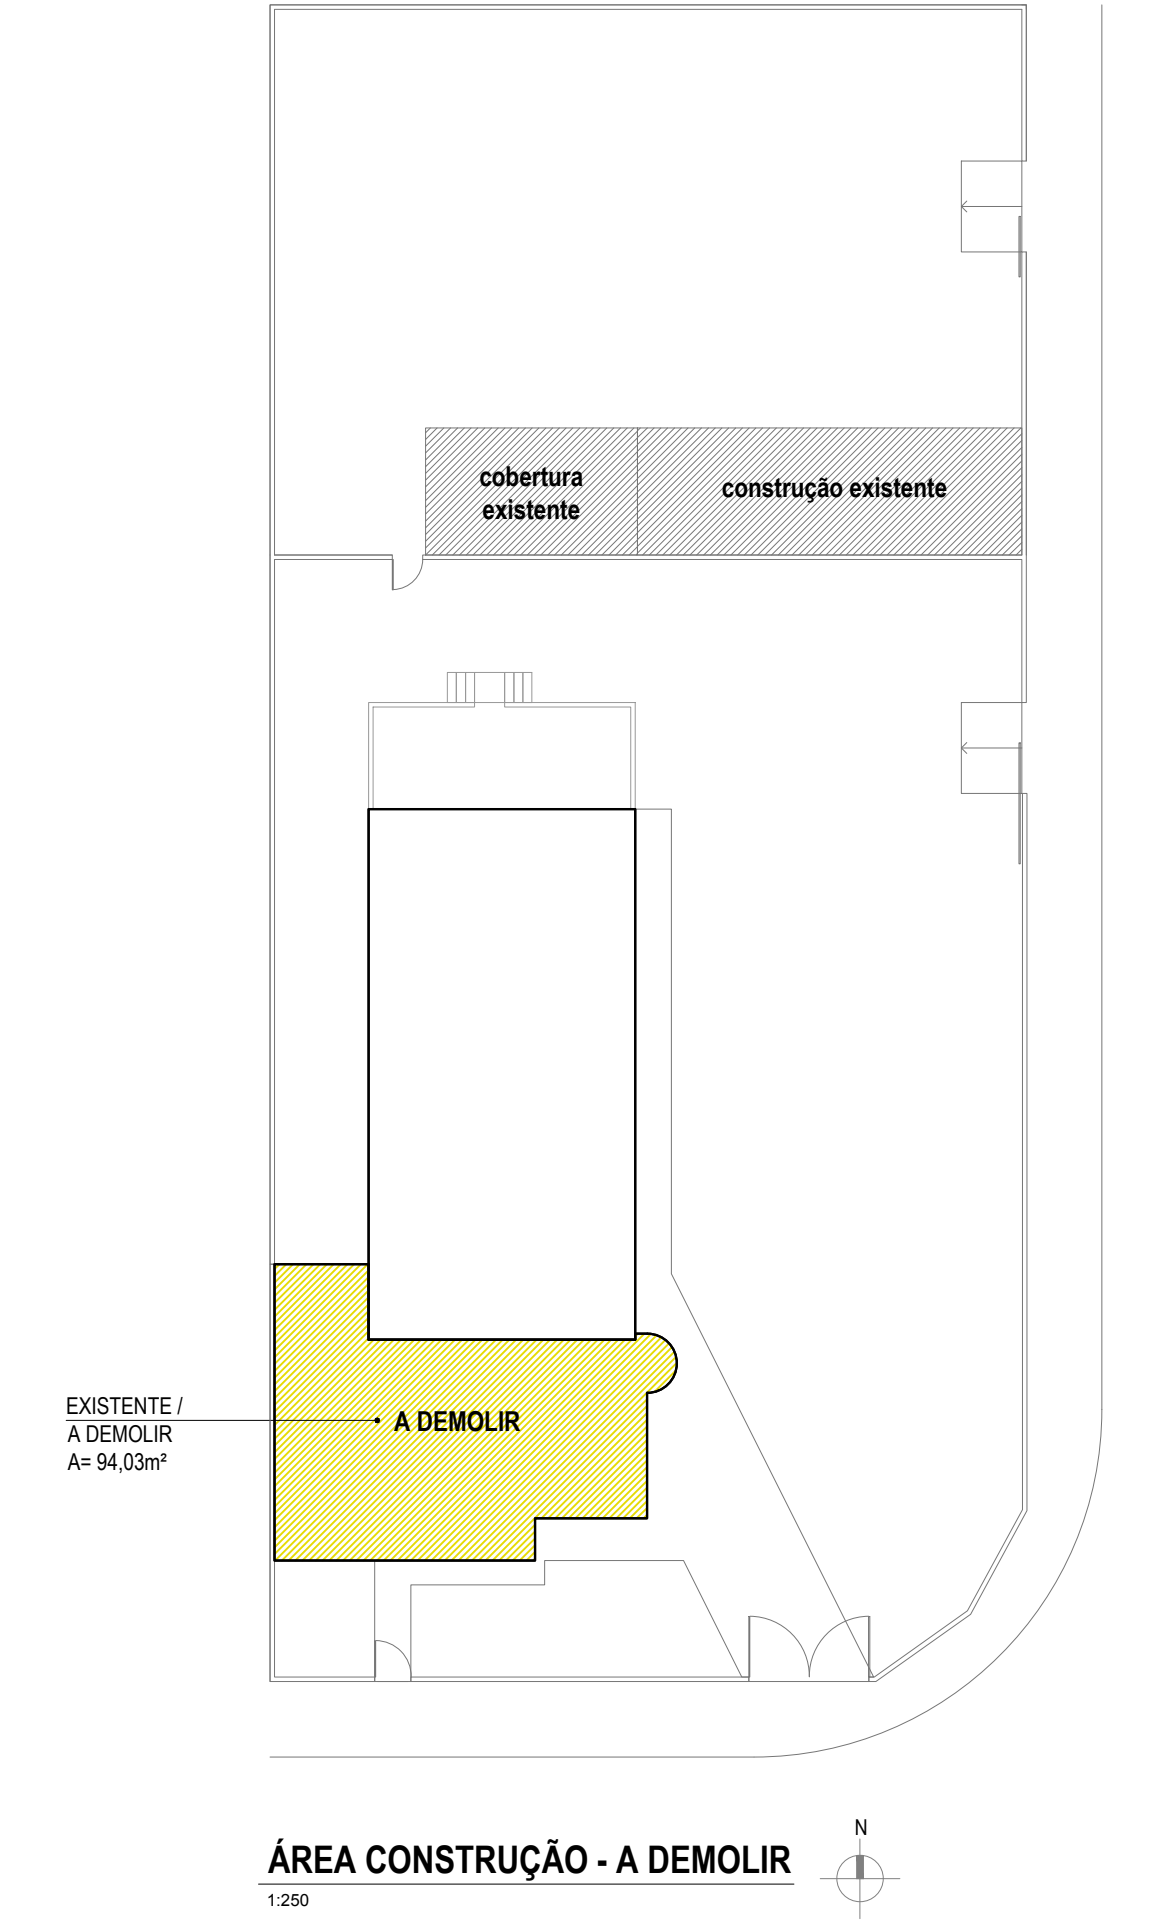 cobertura
existente
construção existente
EXISTENTE /
A DEMOLIR
A= 94,03m²
A DEMOLIR
N
ÁREA CONSTRUÇÃO - A DEMOLIR
1:250